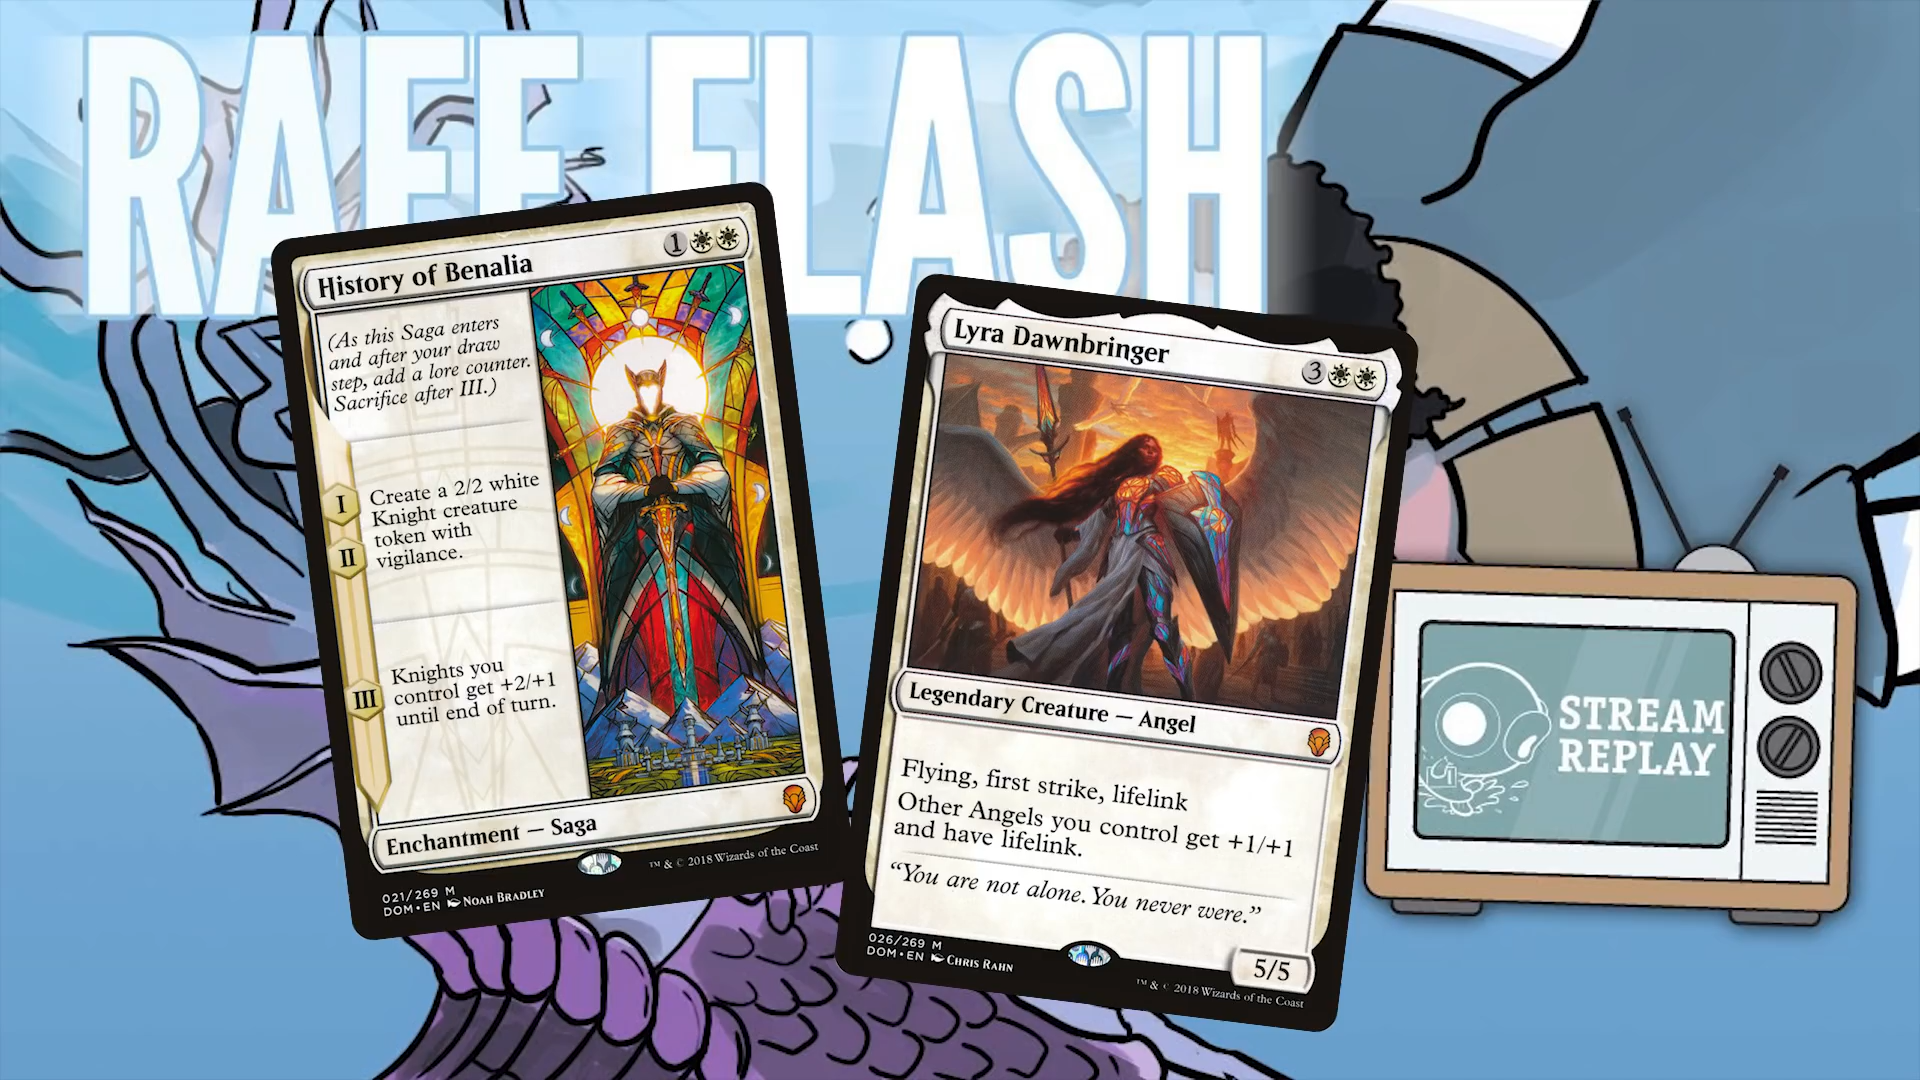 RAFF FLASH
History of Benalia
1
(As this Saga enters
and after your draw
step, add a lore counter.
Sacrifice after III.)
I
Create a 2/2 white
Knight creature
token with
vigilance.
II
III
Knights you
control get +2/+1
until end of turn.
Enchantment — Saga
021/269 M
DOM • EN NOAH BRADLEY
™ & © 2018 Wizards of the Coast
Lyra Dawnbringer
3
Legendary Creature — Angel
Flying, first strike, lifelink
Other Angels you control get +1/+1
and have lifelink.
“You are not alone. You never were.”
5/5
026/269 M
DOM • EN CHRIS RAHN
™ & © 2018 Wizards of the Coast
STREAM
REPLAY